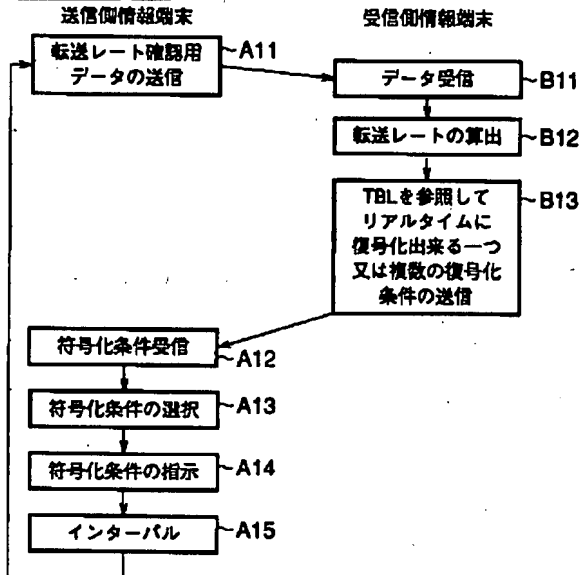 送信側情報端末
受信側情報端末
転送レート確認用
データの送信
A11
データ受信
B11
転送レートの算出
B12
TBLを参照して
リアルタイムに
復号化出来る一つ
又は複数の復号化
条件の送信
B13
符号化条件受信
A12
符号化条件の選択
A13
符号化条件の指示
A14
インターバル
A15